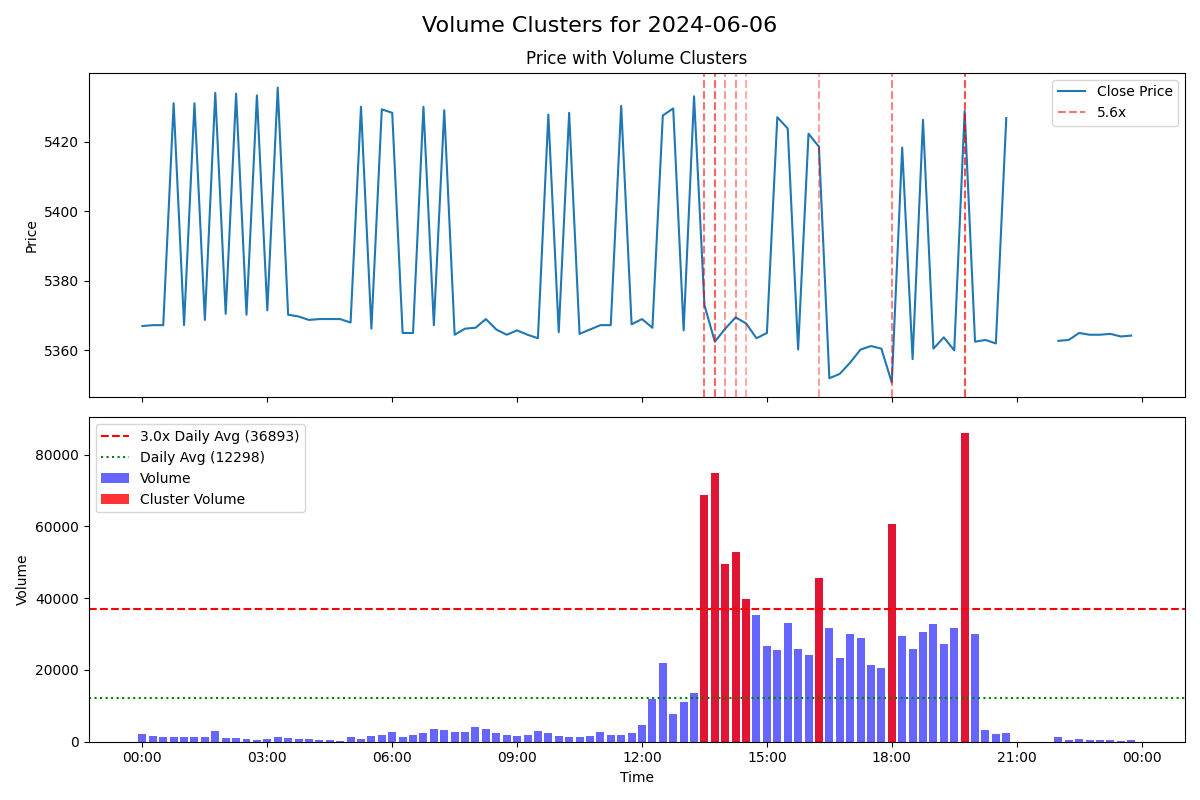 Volume Clusters for 2024-06-06
Price with Volume Clusters
Close Price
5.6x
5420
5400
5380
5360
Price
3.0x Daily Avg (36893)
Daily Avg (12298)
Volume
Cluster Volume
80000
60000
40000
20000
0
Volume
00:00 03:00 06:00 09:00 12:00 15:00 18:00 21:00 00:00
Time